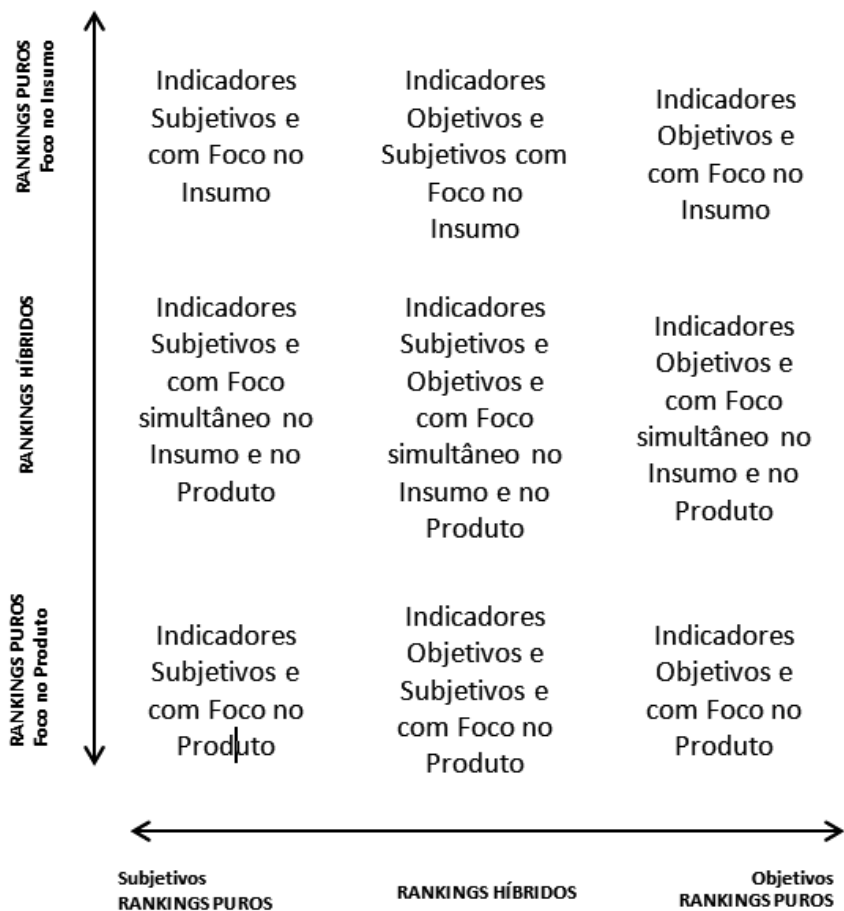 RANKINGS PUROS
Foco no Insumo
Indicadores
Subjetivos e
com Foco no
Insumo
Indicadores
Objetivos e
Subjetivos com
Foco no
Insumo
Indicadores
Objetivos e
com Foco no
Insumo
RANKINGS HÍBRIDOS
Indicadores
Subjetivos e
com Foco
simultâneo no
Insumo e no
Produto
Indicadores
Subjetivos e
Objetivos e
com Foco
simultâneo no
Insumo e no
Produto
Indicadores
Objetivos e
com Foco
simultâneo no
Insumo e no
Produto
RANKINGS PUROS
Foco no Produto
Indicadores
Subjetivos e
com Foco no
Produto
Indicadores
Objetivos e
Subjetivos e
com Foco no
Produto
Indicadores
Objetivos e
com Foco no
Produto
Subjetivos
RANKINGS PUROS
RANKINGS HÍBRIDOS
Objetivos
RANKINGS PUROS